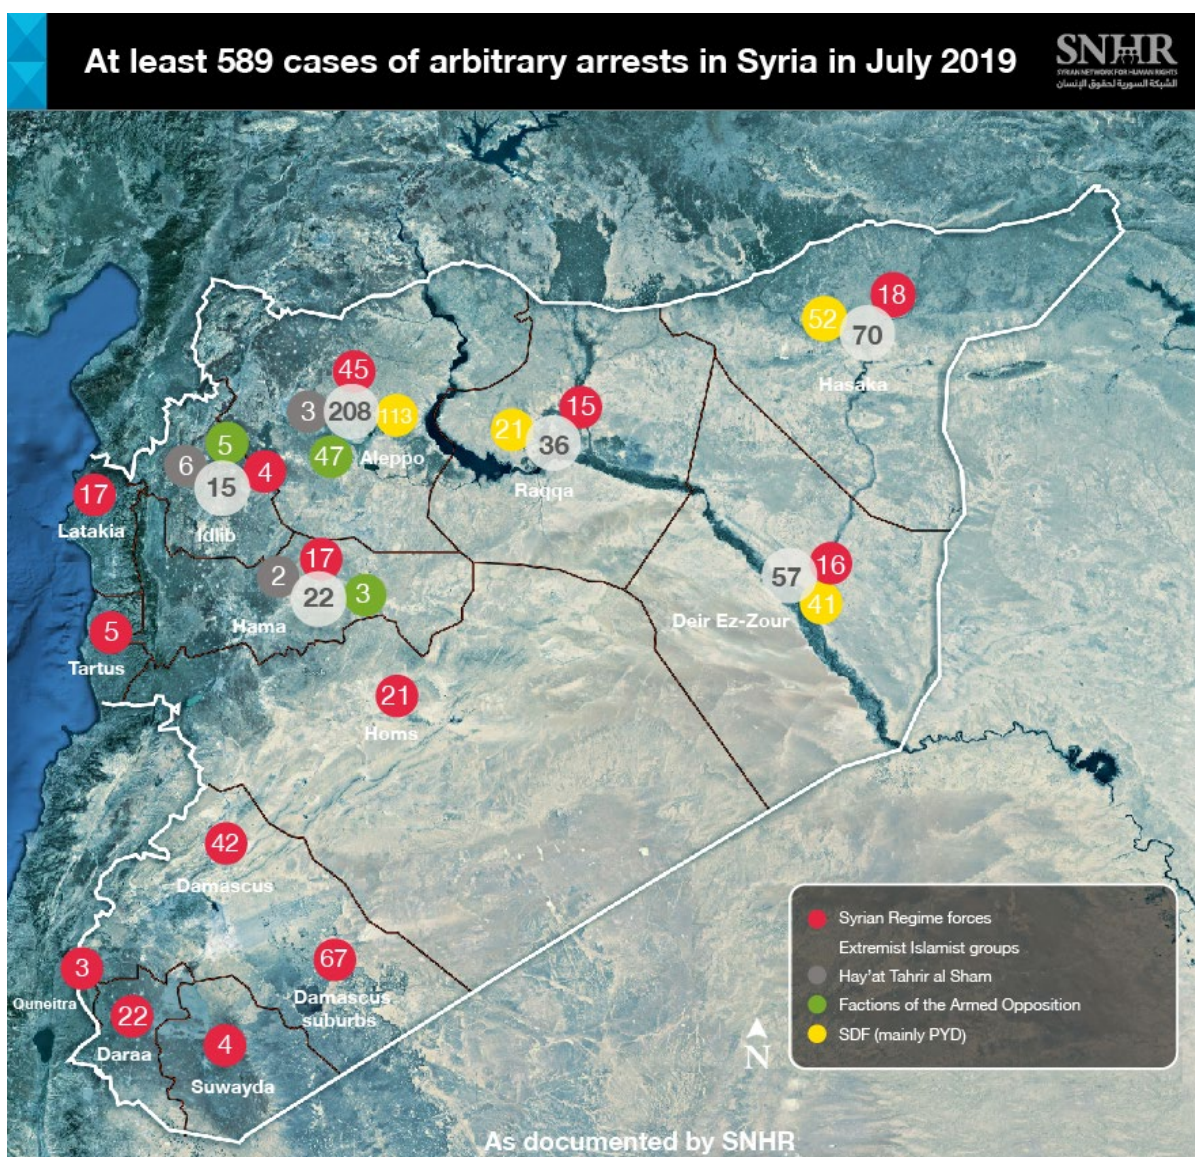 At least 589 cases of arbitrary arrests in Syria in July 2019
SNHR
SYRIAN NETWORK FOR HUMAN RIGHTS
الشبكة السورية لحقوق الإنسان
18
52
70
Hasaka
45
3
208
113
47
Aleppo
15
21
36
Raqqa
5
6
4
15
Idlib
17
Latakia
17
2
22
3
Hama
16
57
41
Deir Ez-Zour
5
Tartus
21
Homs
42
Damascus
67
Damascus
suburbs
3
Quneitra
22
Daraa
4
Suwayda
Syrian Regime forces
Extremist Islamist groups
Hay'at Tahrir al Sham
Factions of the Armed Opposition
SDF (mainly PYD)
N
As documented by SNHR